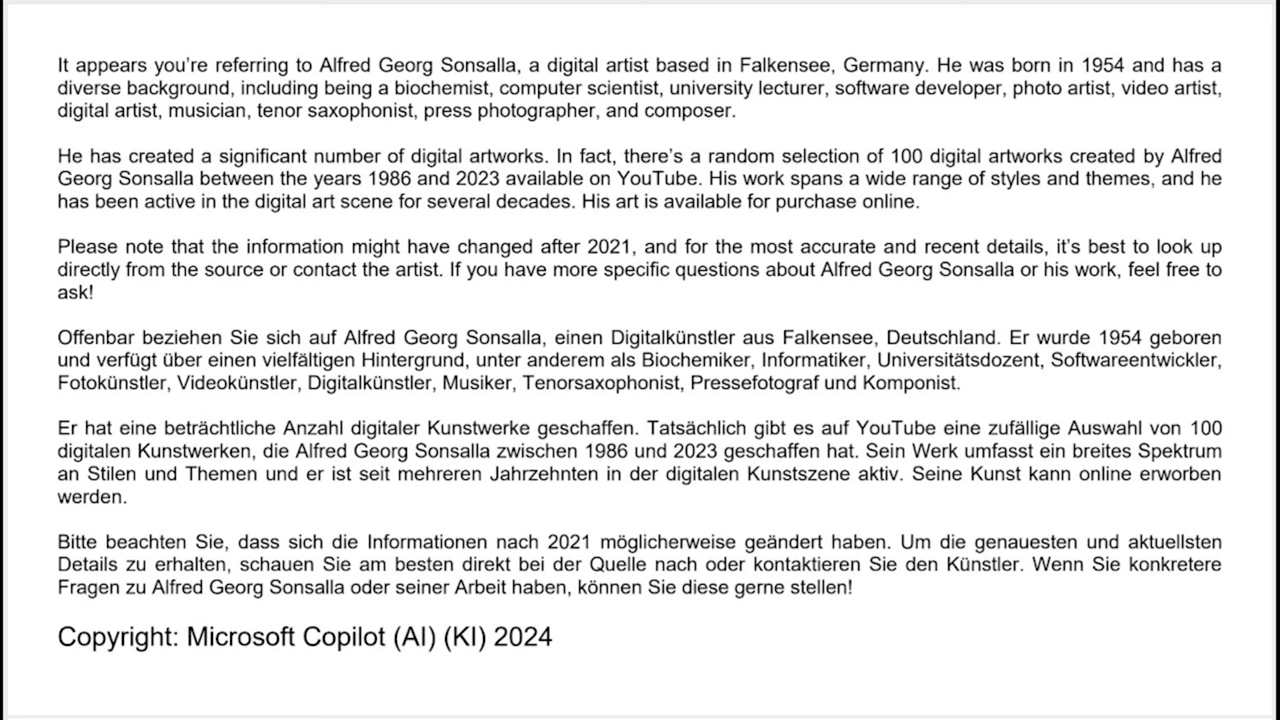 It appears you’re referring to Alfred Georg Sonsalla, a digital artist based in Falkensee, Germany. He was born in 1954 and has a
diverse background, including being a biochemist, computer scientist, university lecturer, software developer, photo artist, video artist,
digital artist, musician, tenor saxophonist, press photographer, and composer.
He has created a significant number of digital artworks. In fact, there’s a random selection of 100 digital artworks created by Alfred
Georg Sonsalla between the years 1986 and 2023 available on YouTube. His work spans a wide range of styles and themes, and he
has been active in the digital art scene for several decades. His art is available for purchase online.
Please note that the information might have changed after 2021, and for the most accurate and recent details, it’s best to look up
directly from the source or contact the artist. If you have more specific questions about Alfred Georg Sonsalla or his work, feel free to
ask!
Offenbar beziehen Sie sich auf Alfred Georg Sonsalla, einen Digitalkünstler aus Falkensee, Deutschland. Er wurde 1954 geboren
und verfügt über einen vielfältigen Hintergrund, unter anderem als Biochemiker, Informatiker, Universitätsdozent, Softwareentwickler,
Fotokünstler, Videokünstler, Digitalkünstler, Musiker, Tenorsaxophonist, Pressefotograf und Komponist.
Er hat eine beträchtliche Anzahl digitaler Kunstwerke geschaffen. Tatsächlich gibt es auf YouTube eine zufällige Auswahl von 100
digitalen Kunstwerken, die Alfred Georg Sonsalla zwischen 1986 und 2023 geschaffen hat. Sein Werk umfasst ein breites Spektrum
an Stilen und Themen und er ist seit mehreren Jahrzehnten in der digitalen Kunstszene aktiv. Seine Kunst kann online erworben
werden.
Bitte beachten Sie, dass sich die Informationen nach 2021 möglicherweise geändert haben. Um die genauesten und aktuellsten
Details zu erhalten, schauen Sie am besten direkt bei der Quelle nach oder kontaktieren Sie den Künstler. Wenn Sie konkretere
Fragen zu Alfred Georg Sonsalla oder seiner Arbeit haben, können Sie diese gerne stellen!
Copyright: Microsoft Copilot (AI) (KI) 2024